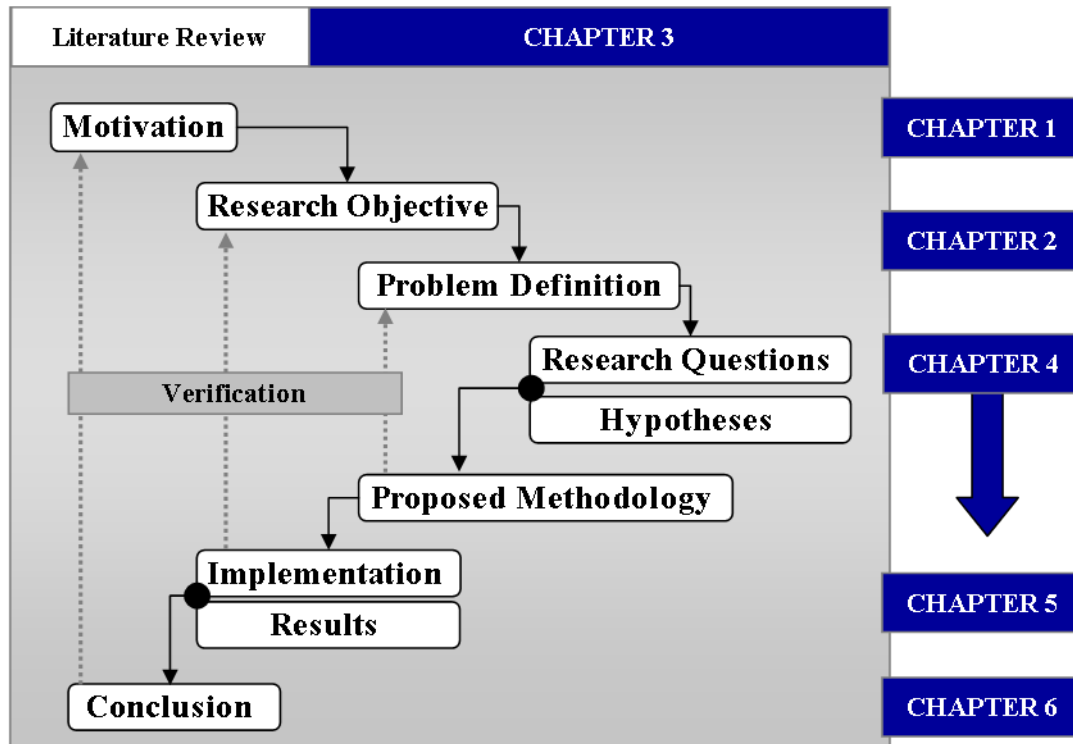 Literature Review
CHAPTER 3
Motivation
CHAPTER 1
Research Objective
CHAPTER 2
Problem Definition
Research Questions
CHAPTER 4
Verification
Hypotheses
Proposed Methodology
Implementation
CHAPTER 5
Results
Conclusion
CHAPTER 6